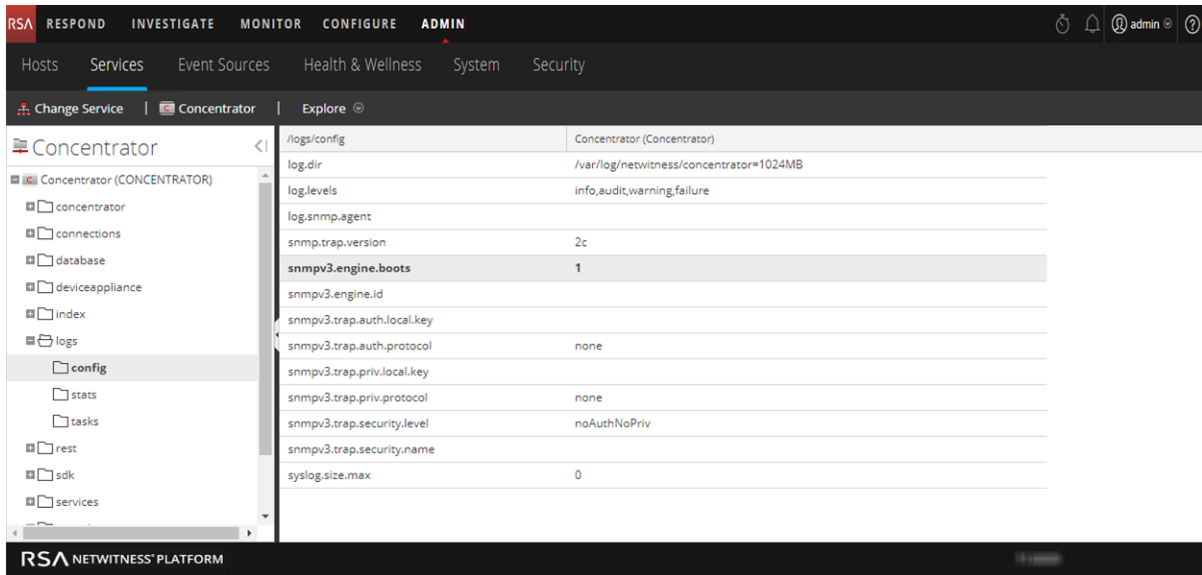 RSA RESPOND INVESTIGATE MONITOR CONFIGURE ADMIN admin
Hosts Services Event Sources Health & Wellness System Security
Change Service | Concentrator | Explore
Concentrator
Concentrator (CONCENTRATOR)
concentrator
connections
database
deviceappliance
index
logs
config
stats
tasks
rest
sdk
services
/logs/config Concentrator (Concentrator)
log.dir /var/log/netwitness/concentrator=1024MB
log.levels info,audit,warning,failure
log.snmp.agent
snmp.trap.version 2c
snmpv3.engine.boots 1
snmpv3.engine.id
snmpv3.trap.auth.local.key
snmpv3.trap.auth.protocol none
snmpv3.trap.priv.local.key
snmpv3.trap.priv.protocol none
snmpv3.trap.security.level noAuthNoPriv
snmpv3.trap.security.name
syslog.size.max 0
RSA NETWITNESS® PLATFORM